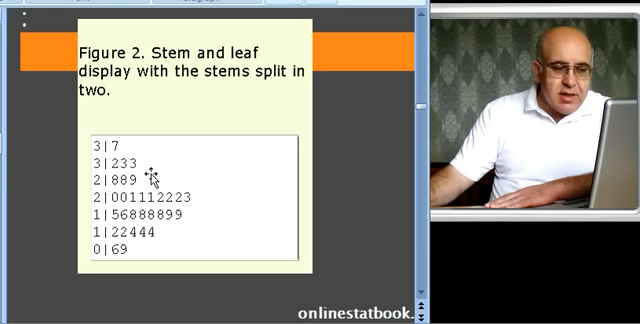 Figure 2. Stem and leaf
display with the stems split in
two.
3|7
3|233
2|889
2|001112223
1|56888899
1|22444
0|69
onlinestatbook.